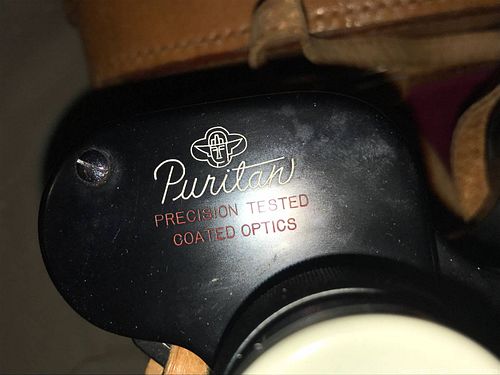 Puritan
PRECISION TESTED
COATED OPTICS